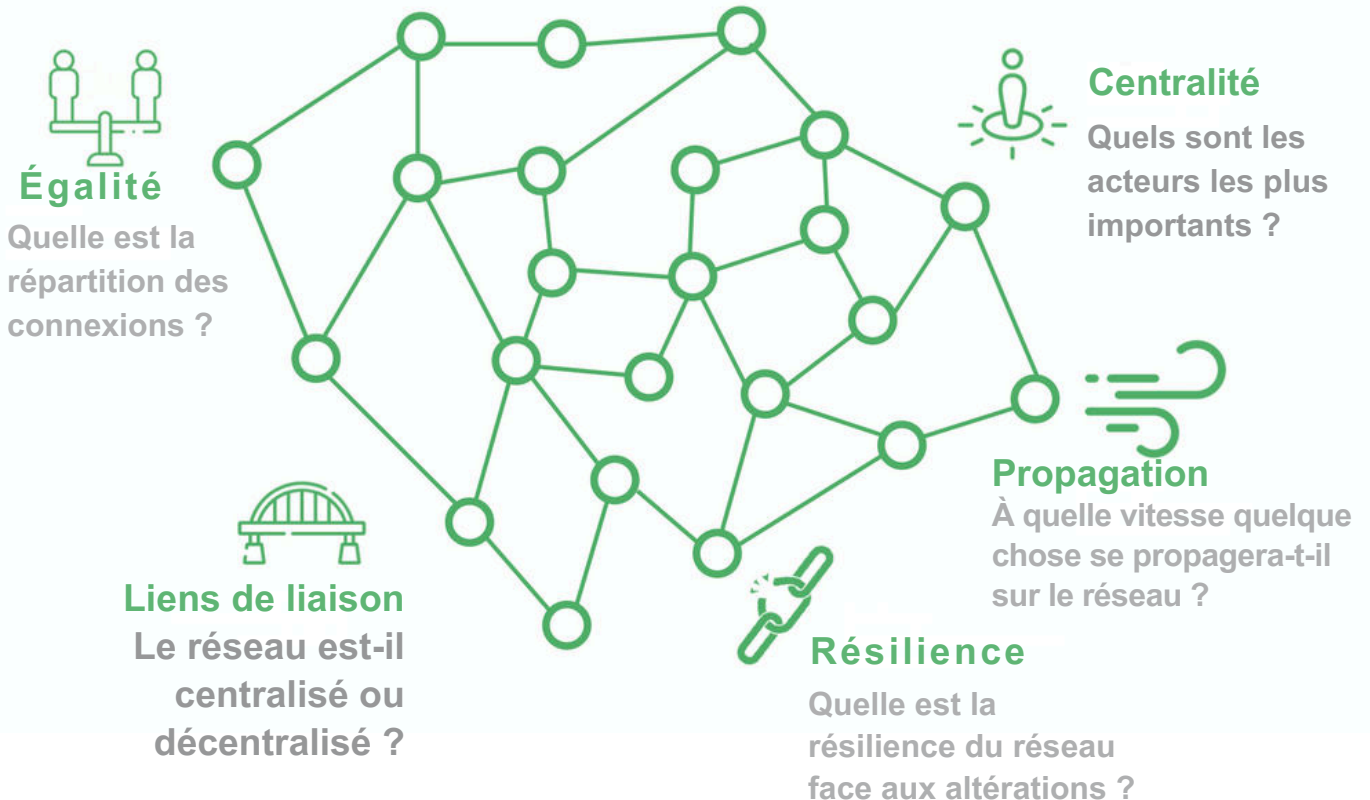 Égalité
Quelle est la
répartition des
connexions ?
Centralité
Quels sont les
acteurs les plus
importants ?
Propagation
À quelle vitesse quelque
chose se propagera-t-il
sur le réseau ?
Liens de liaison
Le réseau est-il
centralisé ou
décentralisé ?
Résilience
Quelle est la
résilience du réseau
face aux altérations ?